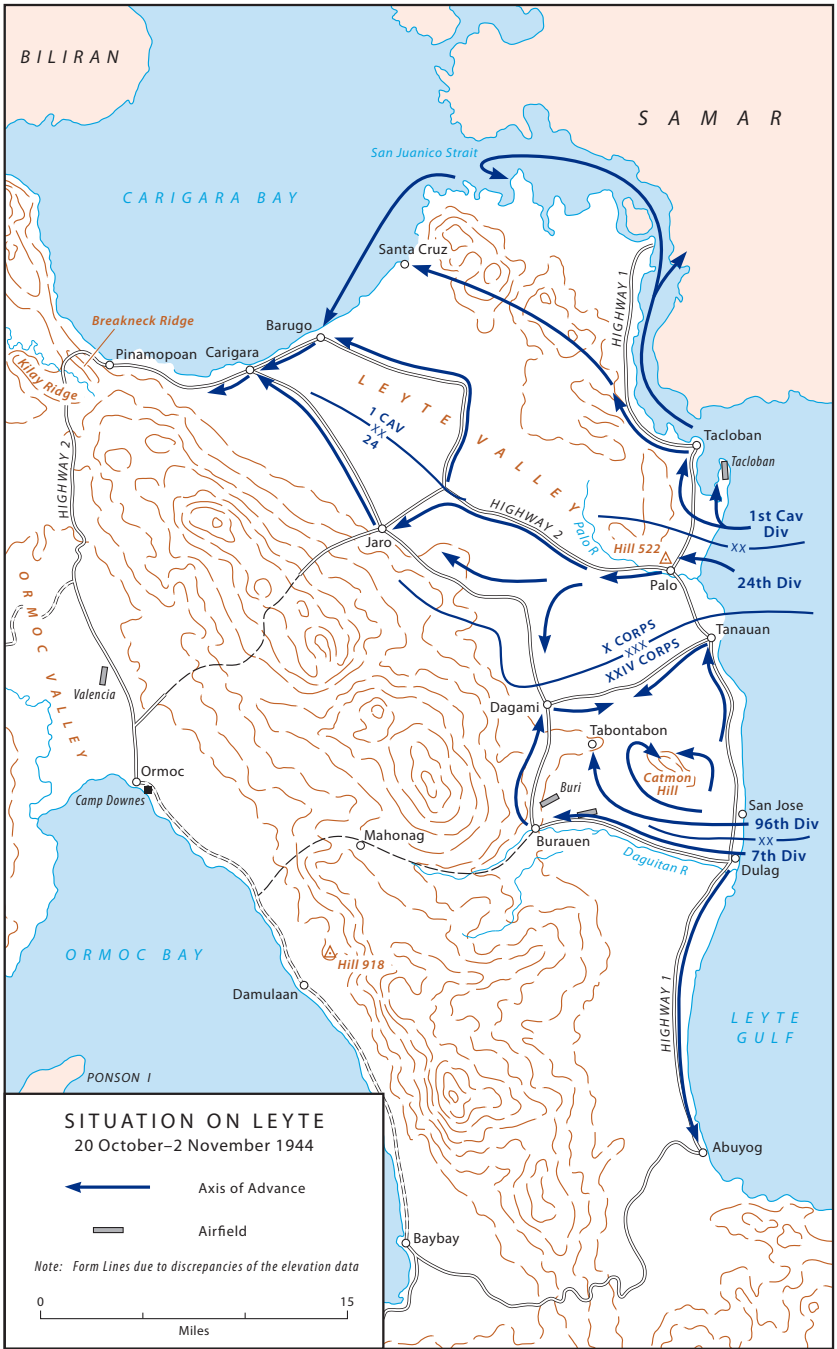 BILIRAN
SAMAR
San Juanico Strait
CARIGARA BAY
Santa Cruz
HIGHWAY 1
Breakneck Ridge
Barugo
Pinamopoan
Carigara
Kilay Ridge
LEYTE VALLEY
1 CAV
XX
24
HIGHWAY 2
Tacloban
Tacloban
HIGHWAY 2
Palo R
1st Cav
Div
XX
Hill 522
Jaro
Palo
24th Div
ORMOC VALLEY
X CORPS
XXX
XXIV CORPS
Tanauan
Valencia
Dagami
Tabontabon
Ormoc
Camp Downes
Catmon
Hill
Buri
San Jose
96th Div
XX
7th Div
Mahonag
Burauen
Daguitan R
Dulag
ORMOC BAY
Hill 918
Damulaan
HIGHWAY 1
LEYTE
GULF
PONSON I
Abuyog
Baybay
SITUATION ON LEYTE
20 October–2 November 1944
Axis of Advance
Airfield
Note: Form Lines due to discrepancies of the elevation data
0 15
Miles